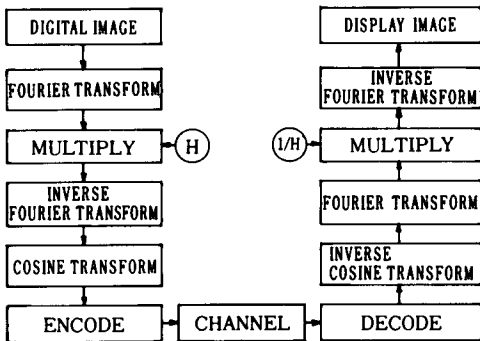 DIGITAL IMAGE
FOURIER TRANSFORM
MULTIPLY
H
INVERSE
FOURIER TRANSFORM
COSINE TRANSFORM
ENCODE
CHANNEL
DECODE
INVERSE
COSINE TRANSFORM
FOURIER TRANSFORM
1/H
MULTIPLY
INVERSE
FOURIER TRANSFORM
DISPLAY IMAGE